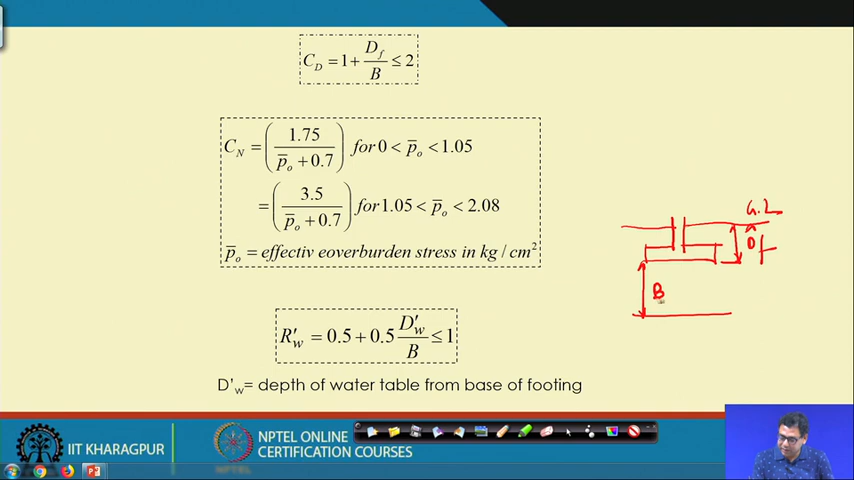 C_D = 1 + D_f / B ≤ 2
C_N = (1.75 / (p̄_o + 0.7)) for 0 < p̄_o < 1.05
= (3.5 / (p̄_o + 0.7)) for 1.05 < p̄_o < 2.08
p̄_o = effectiv eoverburden stress in kg / cm²
R'_w = 0.5 + 0.5 D'_w / B ≤ 1
D'w= depth of water table from base of footing
G.L
Df
B
IIT KHARAGPUR
NPTEL ONLINE
CERTIFICATION COURSES